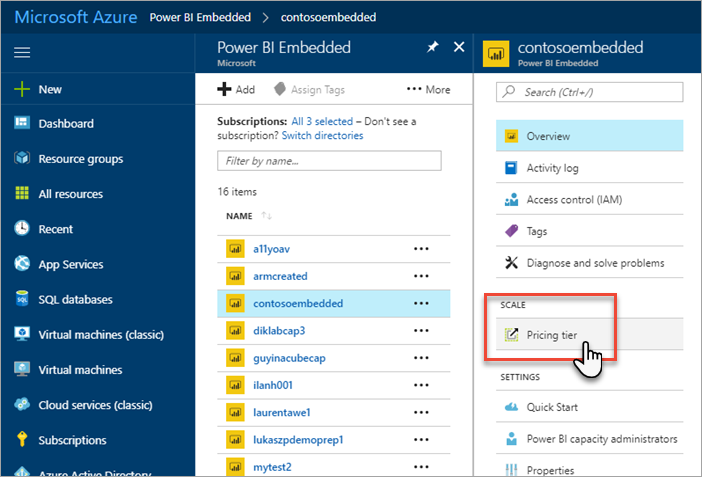 Microsoft Azure Power BI Embedded > contosoembedded
New
Dashboard
Resource groups
All resources
Recent
App Services
SQL databases
Virtual machines (classic)
Virtual machines
Cloud services (classic)
Subscriptions
Azure Active Directory
Power BI Embedded
Microsoft
Add Assign Tags ••• More
Subscriptions: All 3 selected – Don't see a
subscription? Switch directories
Filter by name...
16 items
NAME
a11yoav •••
armcreated •••
contosoembedded •••
diklabcap3 •••
guyinacubecap •••
ilanh001 •••
laurentawe1 •••
lukaszpdemoprep1 •••
mytest2 •••
contosoembedded
Power BI Embedded
Search (Ctrl+/)
Overview
Activity log
Access control (IAM)
Tags
Diagnose and solve problems
SCALE
Pricing tier
SETTINGS
Quick Start
Power BI capacity administrators
Properties